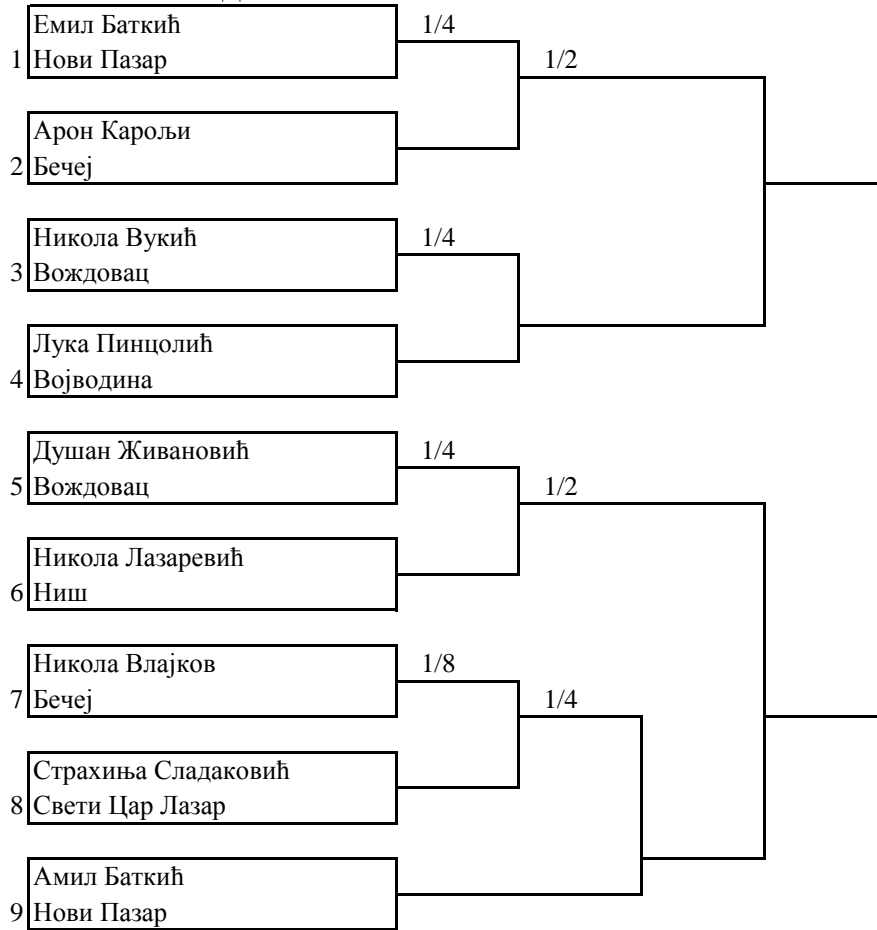 Емил Баткић 1/4
1 Нови Пазар 1/2
Арон Карољи
2 Бечеј
Никола Вукић 1/4
3 Вождовац
Лука Пинцолић
4 Војводина
Душан Живановић 1/4
5 Вождовац 1/2
Никола Лазаревић
6 Ниш
Никола Влајков 1/8
7 Бечеј 1/4
Страхиња Сладаковић
8 Свети Цар Лазар
Амил Баткић
9 Нови Пазар